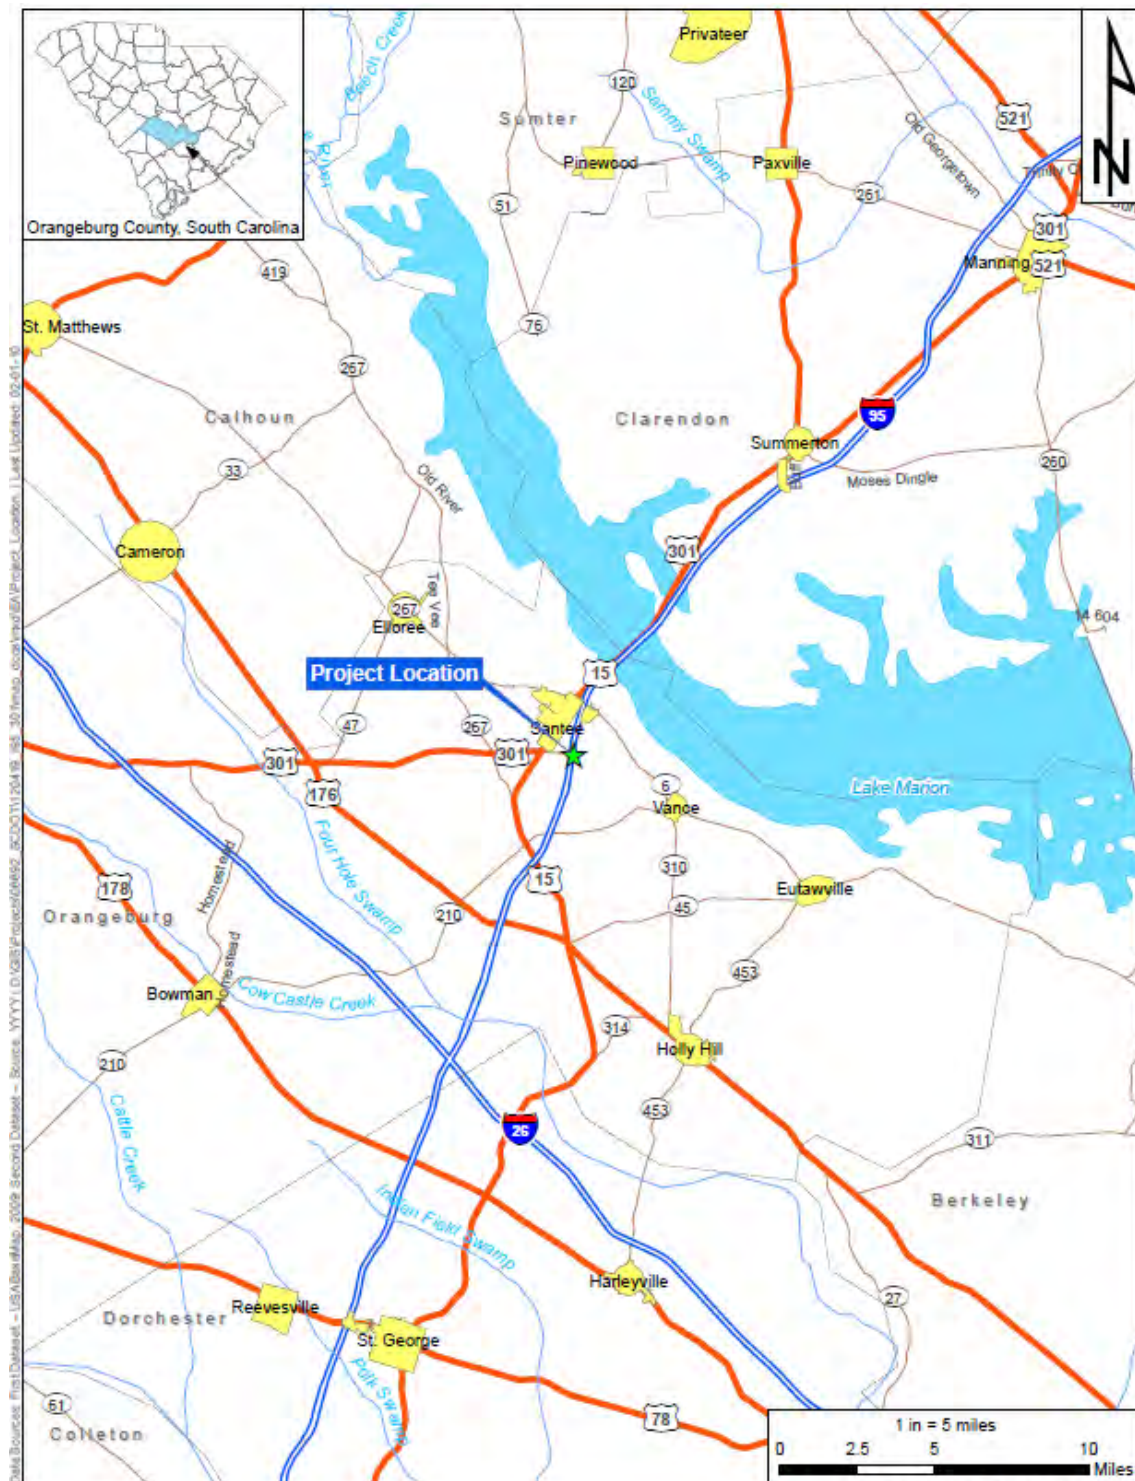 Orangeburg County, South Carolina
Privateer
120
Sammy Swamp
Beech Creek
Sumter
Pinewood
Paxville
51
261
Old Georgetown
521
N
301
Manning
521
419
76
St. Matthews
267
Calhoun
Clarendon
95
Summerton
33
Old River
Moses Dingle
260
Cameron
301
Tee Vee
267
Elloree
14 604
Project Location
15
47
267
Santee
301
301
176
6
Vance
Lake Marion
Four Hole Swamp
178
Homestead
15
310
Eutawville
Orangeburg
210
45
Homestead
453
Bowman
Cow Castle Creek
314
Holly Hill
210
453
26
311
Cattle Creek
Indian Field Swamp
Berkeley
Harleyville
27
Reevesville
Dorchester
St. George
Polk Swamp
61
78
Colleton
1 in = 5 miles
0 2.5 5 10
Miles